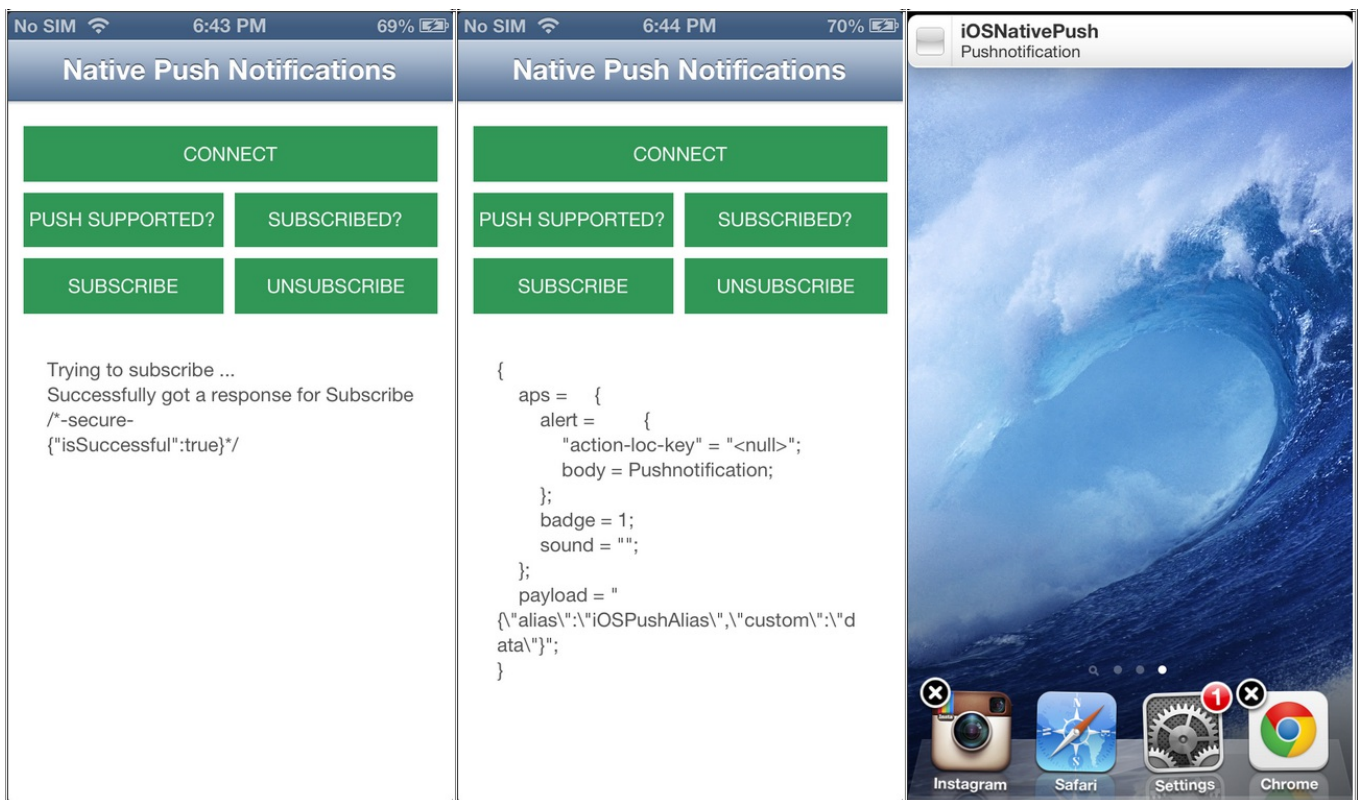 No SIM 6:43 PM 69%
Native Push Notifications
CONNECT
PUSH SUPPORTED? SUBSCRIBED?
SUBSCRIBE UNSUBSCRIBE
Trying to subscribe ...
Successfully got a response for Subscribe
/*-secure-
{"isSuccessful":true}*/
No SIM 6:44 PM 70%
Native Push Notifications
CONNECT
PUSH SUPPORTED? SUBSCRIBED?
SUBSCRIBE UNSUBSCRIBE
{
aps = {
alert = {
"action-loc-key" = "<null>";
body = Pushnotification;
};
badge = 1;
sound = "";
};
payload = "
{\"alias\":\"iOSPushAlias\",\"custom\":\"d
ata\"}";
}
iOSNativePush
Pushnotification
1
Instagram Safari Settings Chrome